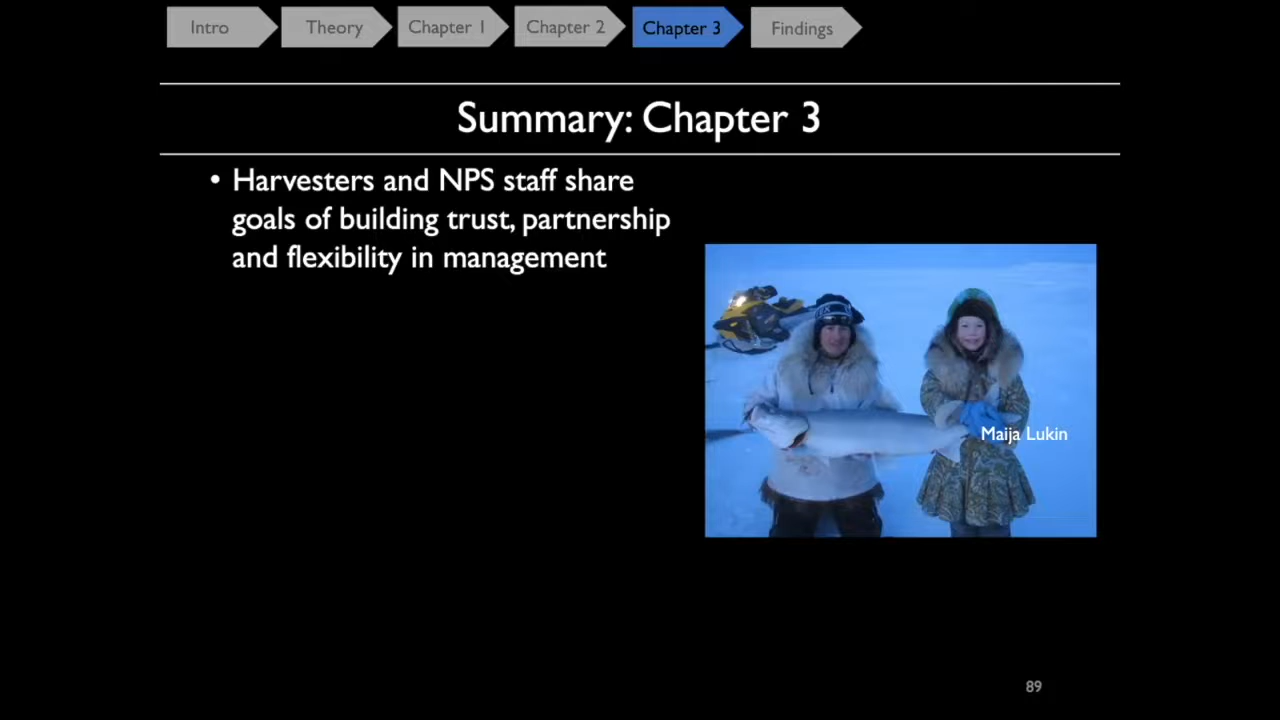 Intro
Theory
Chapter 1
Chapter 2
Chapter 3
Findings
Summary: Chapter 3
• Harvesters and NPS staff share
goals of building trust, partnership
and flexibility in management
Maija Lukin
89